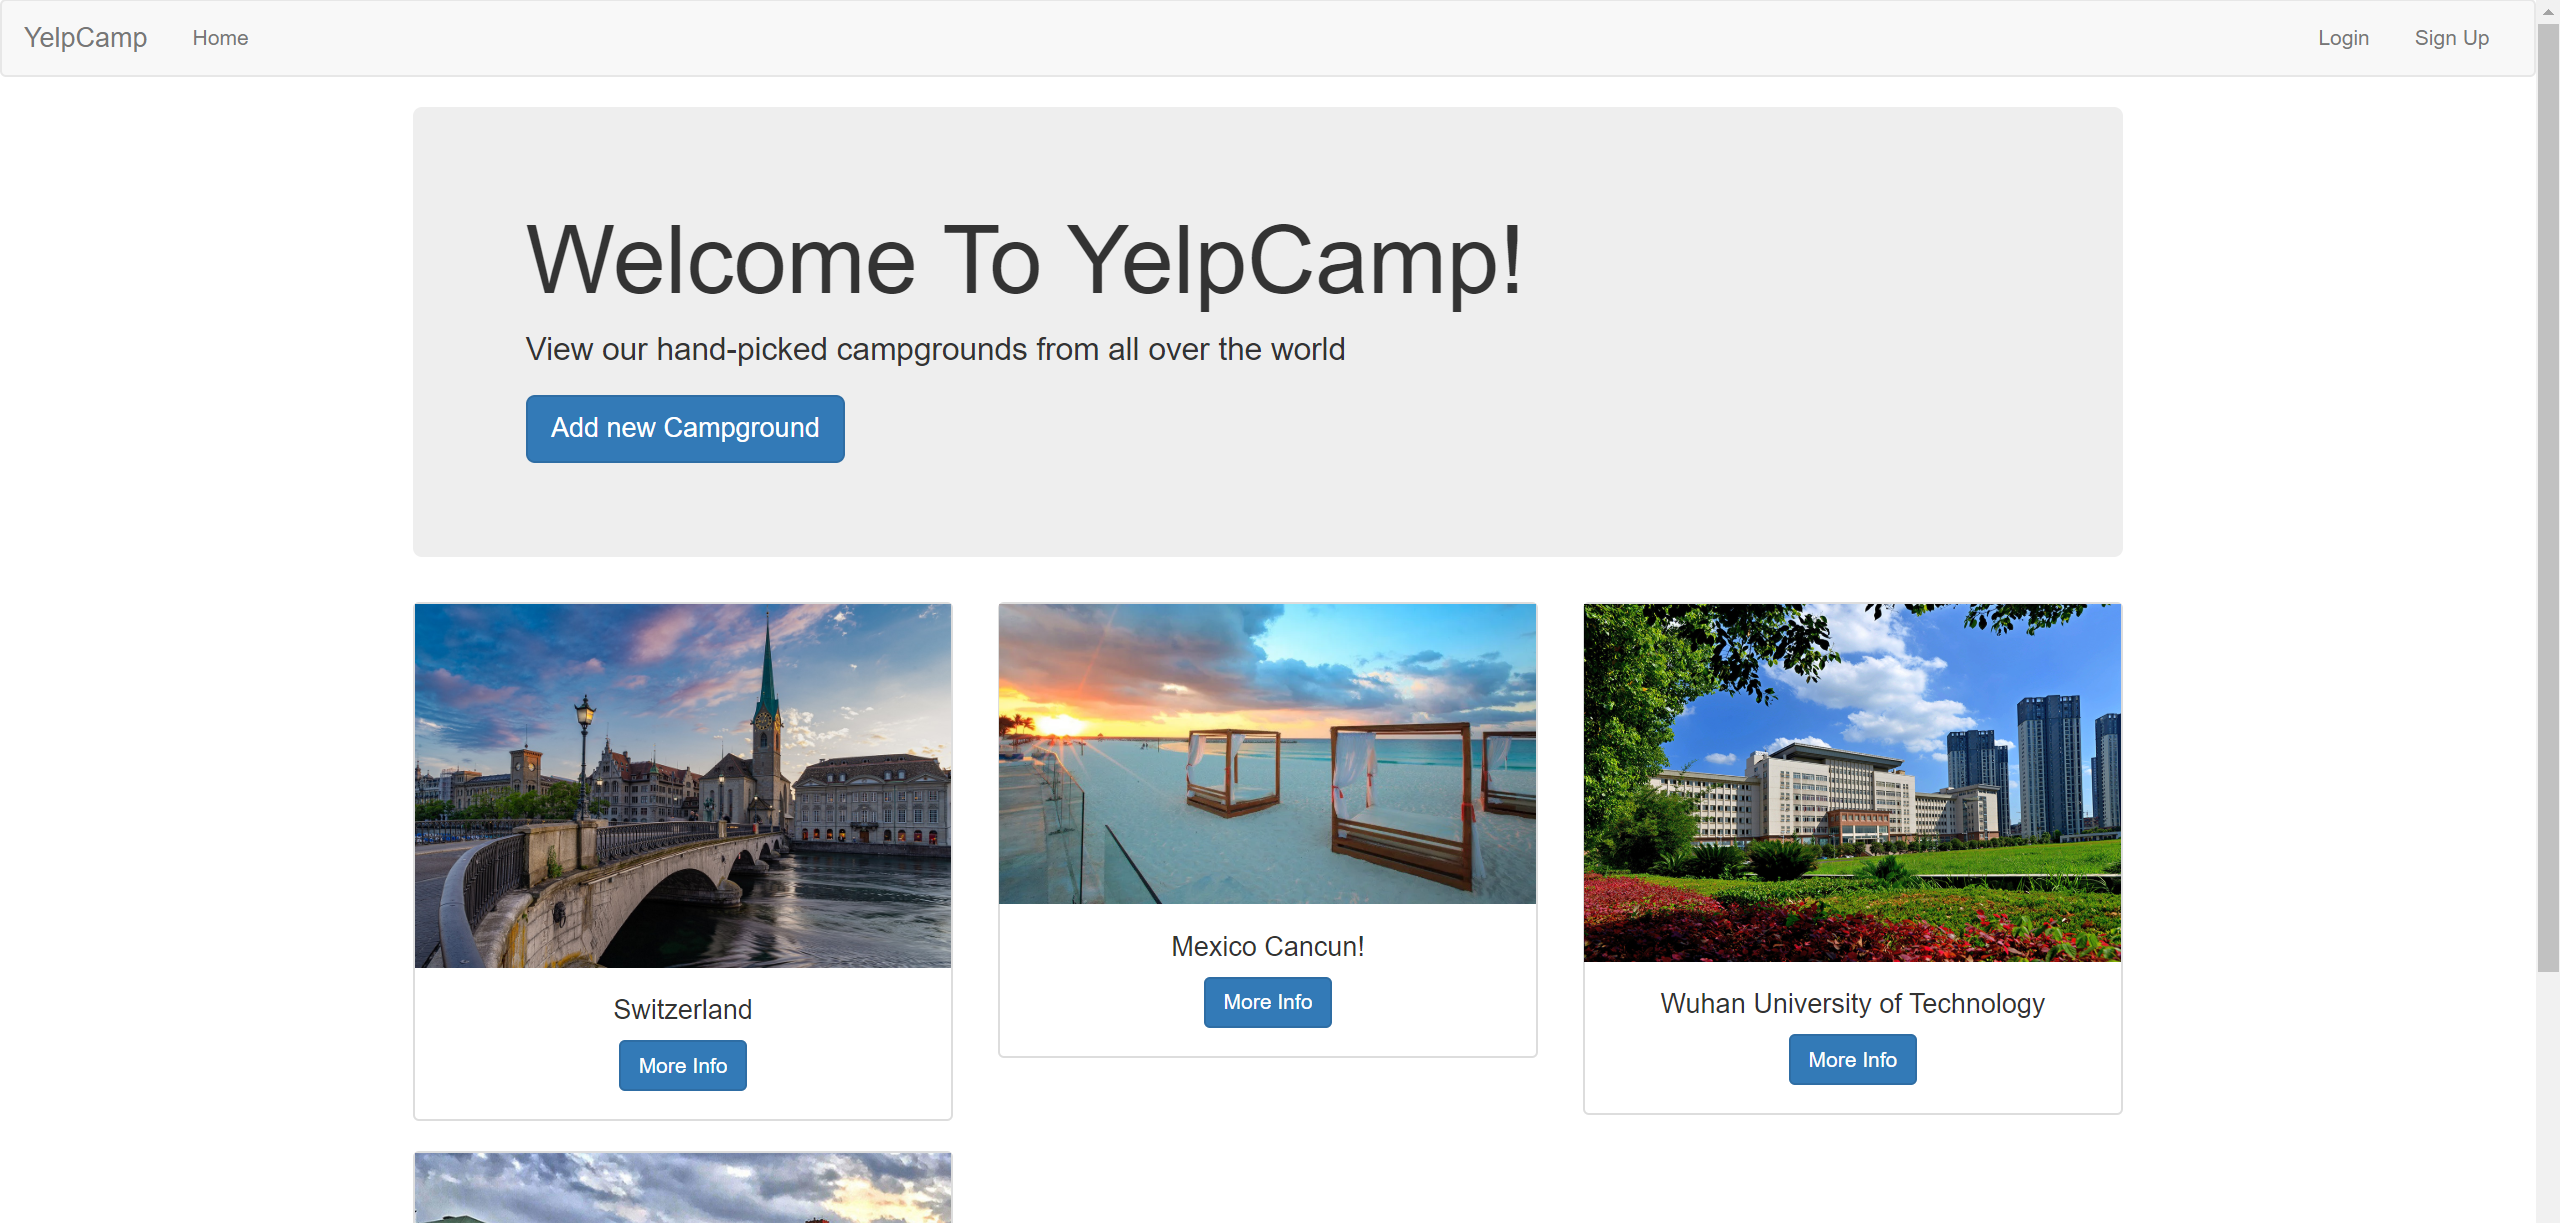 YelpCamp Home Login Sign Up
Welcome To YelpCamp!
View our hand-picked campgrounds from all over the world
Add new Campground
Switzerland
More Info
Mexico Cancun!
More Info
Wuhan University of Technology
More Info